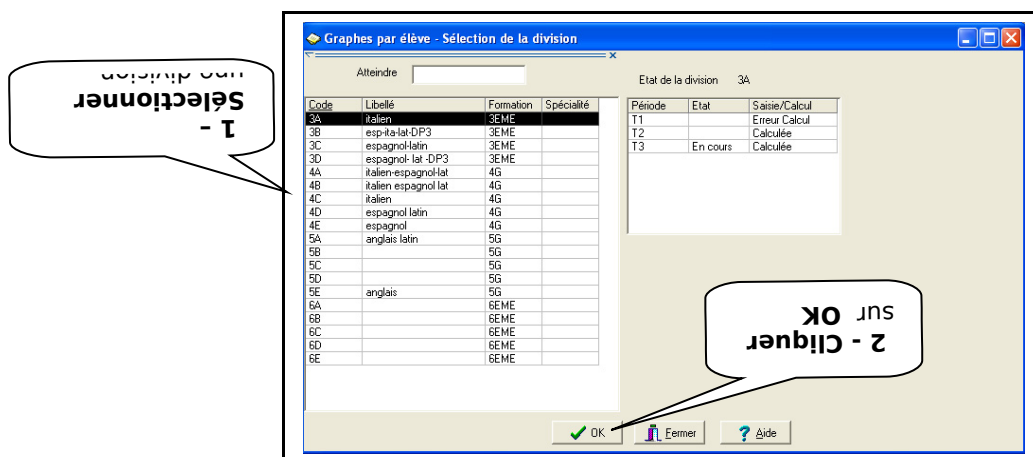 Graphes par élève - Sélection de la division
Atteindre
Code Libellé Formation Spécialité
3A italien 3EME
3B esp-ita-lat-DP3 3EME
3C espagnol-latin 3EME
3D espagnol- lat -DP3 3EME
4A italien-espagnol-lat 4G
4B italien espagnol lat 4G
4C italien 4G
4D espagnol latin 4G
4E espagnol 4G
5A anglais latin 5G
5B 5G
5C 5G
5D 5G
5E anglais 5G
6A 6EME
6B 6EME
6C 6EME
6D 6EME
6E 6EME
Etat de la division 3A
Période Etat Saisie/Calcul
T1 Erreur Calcul
T2 Calculée
T3 En cours Calculée
OK
Fermer
Aide
1 -
Sélectionner
une division
2 - Cliquer
sur OK